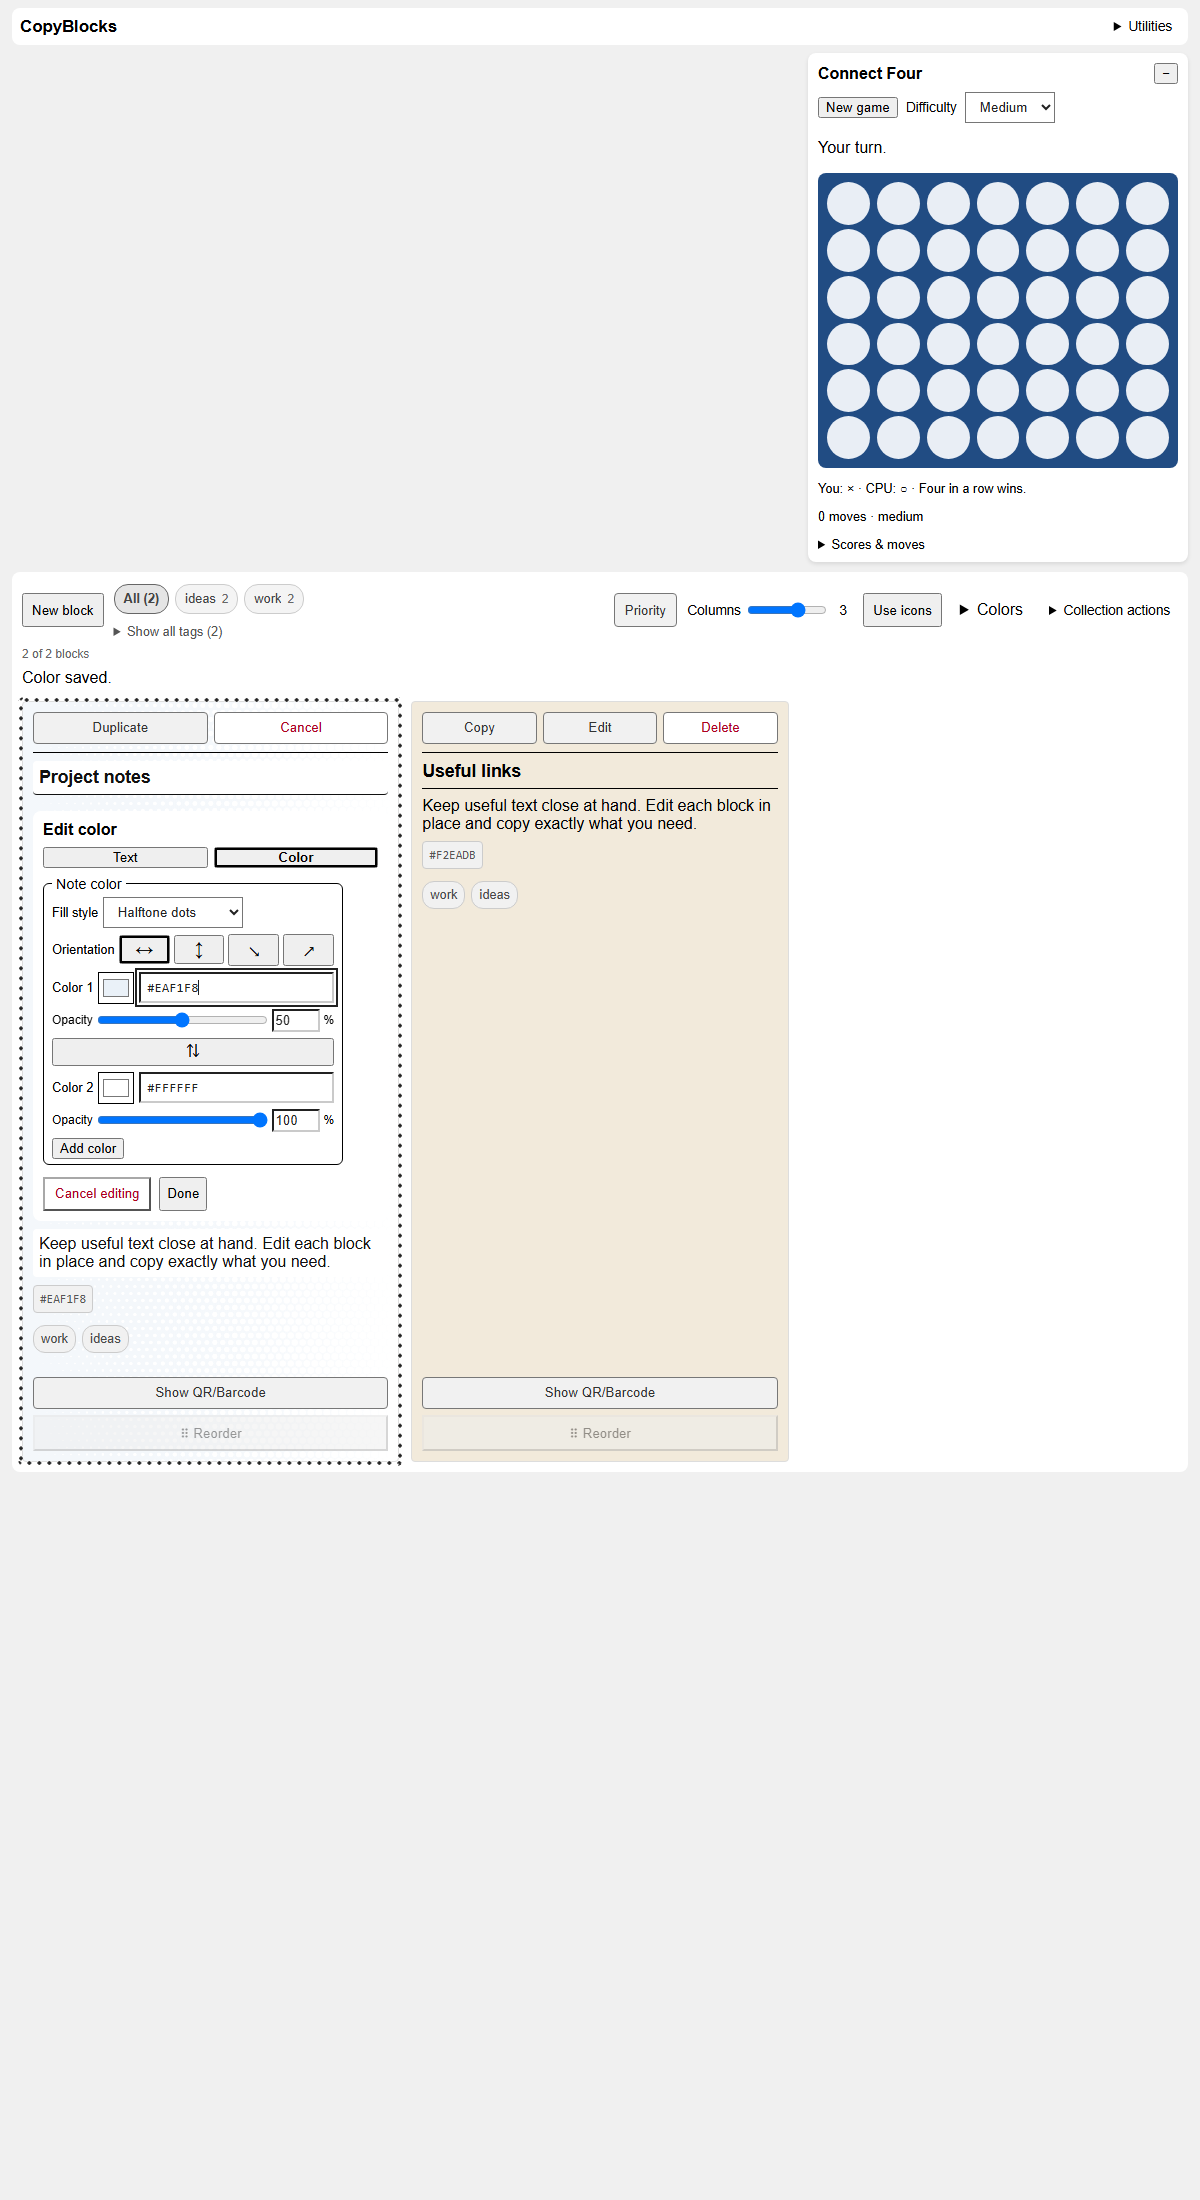 CopyBlocks
▶ Utilities
Connect Four
−
New game Difficulty Medium
Your turn.
You: × · CPU: ○ · Four in a row wins.
0 moves · medium
▶ Scores & moves
New block
All (2) ideas 2 work 2
▶ Show all tags (2)
Priority Columns 3 Use icons ▶ Colors ▶ Collection actions
2 of 2 blocks
Color saved.
Duplicate Cancel
Project notes
Edit color
Text Color
Note color
Fill style Halftone dots
Orientation ↔ ↕ ↘ ↗
Color 1 #EAF1F8
Opacity 50 %
⇅
Color 2 #FFFFFF
Opacity 100 %
Add color
Cancel editing Done
Keep useful text close at hand. Edit each block
in place and copy exactly what you need.
#EAF1F8
work ideas
Show QR/Barcode
⠿ Reorder
Copy Edit Delete
Useful links
Keep useful text close at hand. Edit each block in
place and copy exactly what you need.
#F2EADB
work ideas
Show QR/Barcode
⠿ Reorder